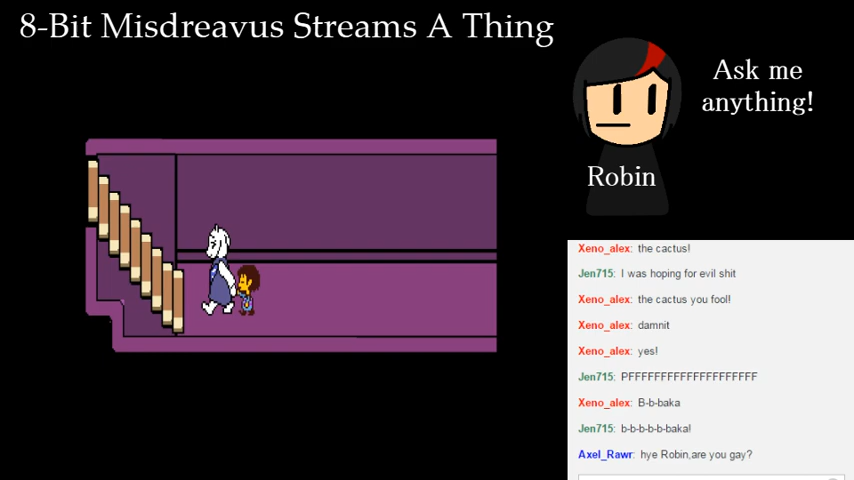 8-Bit Misdreavus Streams A Thing
Ask me
anything!
Robin
Xeno_alex: the cactus!
Jen715: I was hoping for evil shit
Xeno_alex: the cactus you fool!
Xeno_alex: damnit
Xeno_alex: yes!
Jen715: PFFFFFFFFFFFFFFFFFFFF
Xeno_alex: B-b-baka
Jen715: b-b-b-b-b-baka!
Axel_Rawr: hye Robin,are you gay?